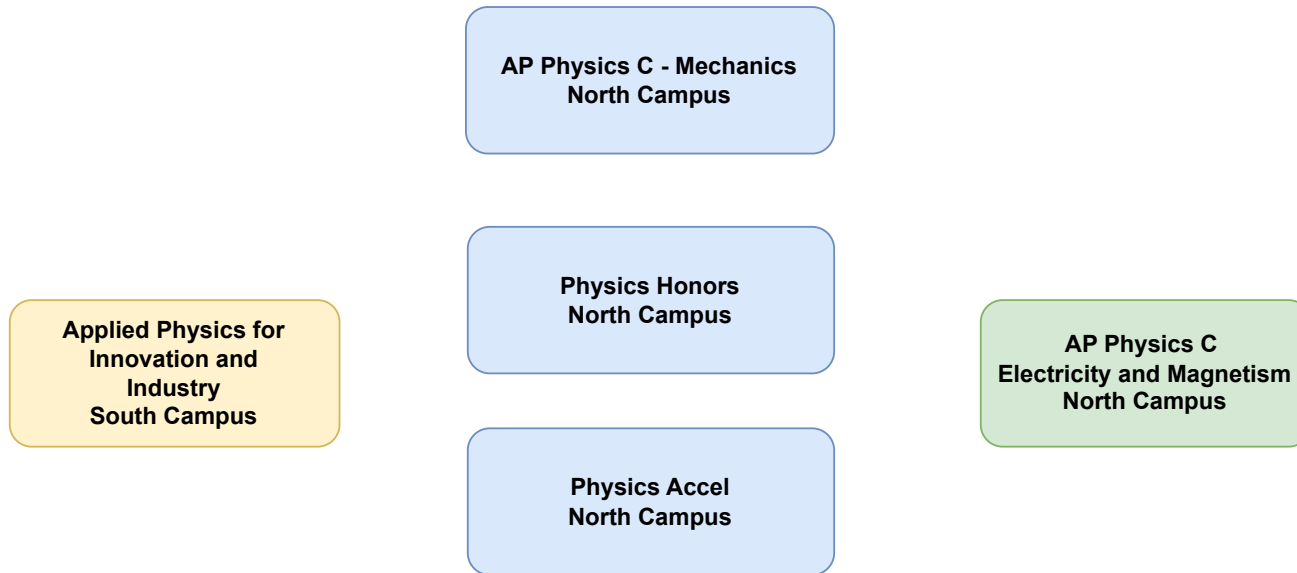 AP Physics C - Mechanics
North Campus
Physics Honors
North Campus
Applied Physics for
Innovation and
Industry
South Campus
AP Physics C
Electricity and Magnetism
North Campus
Physics Accel
North Campus